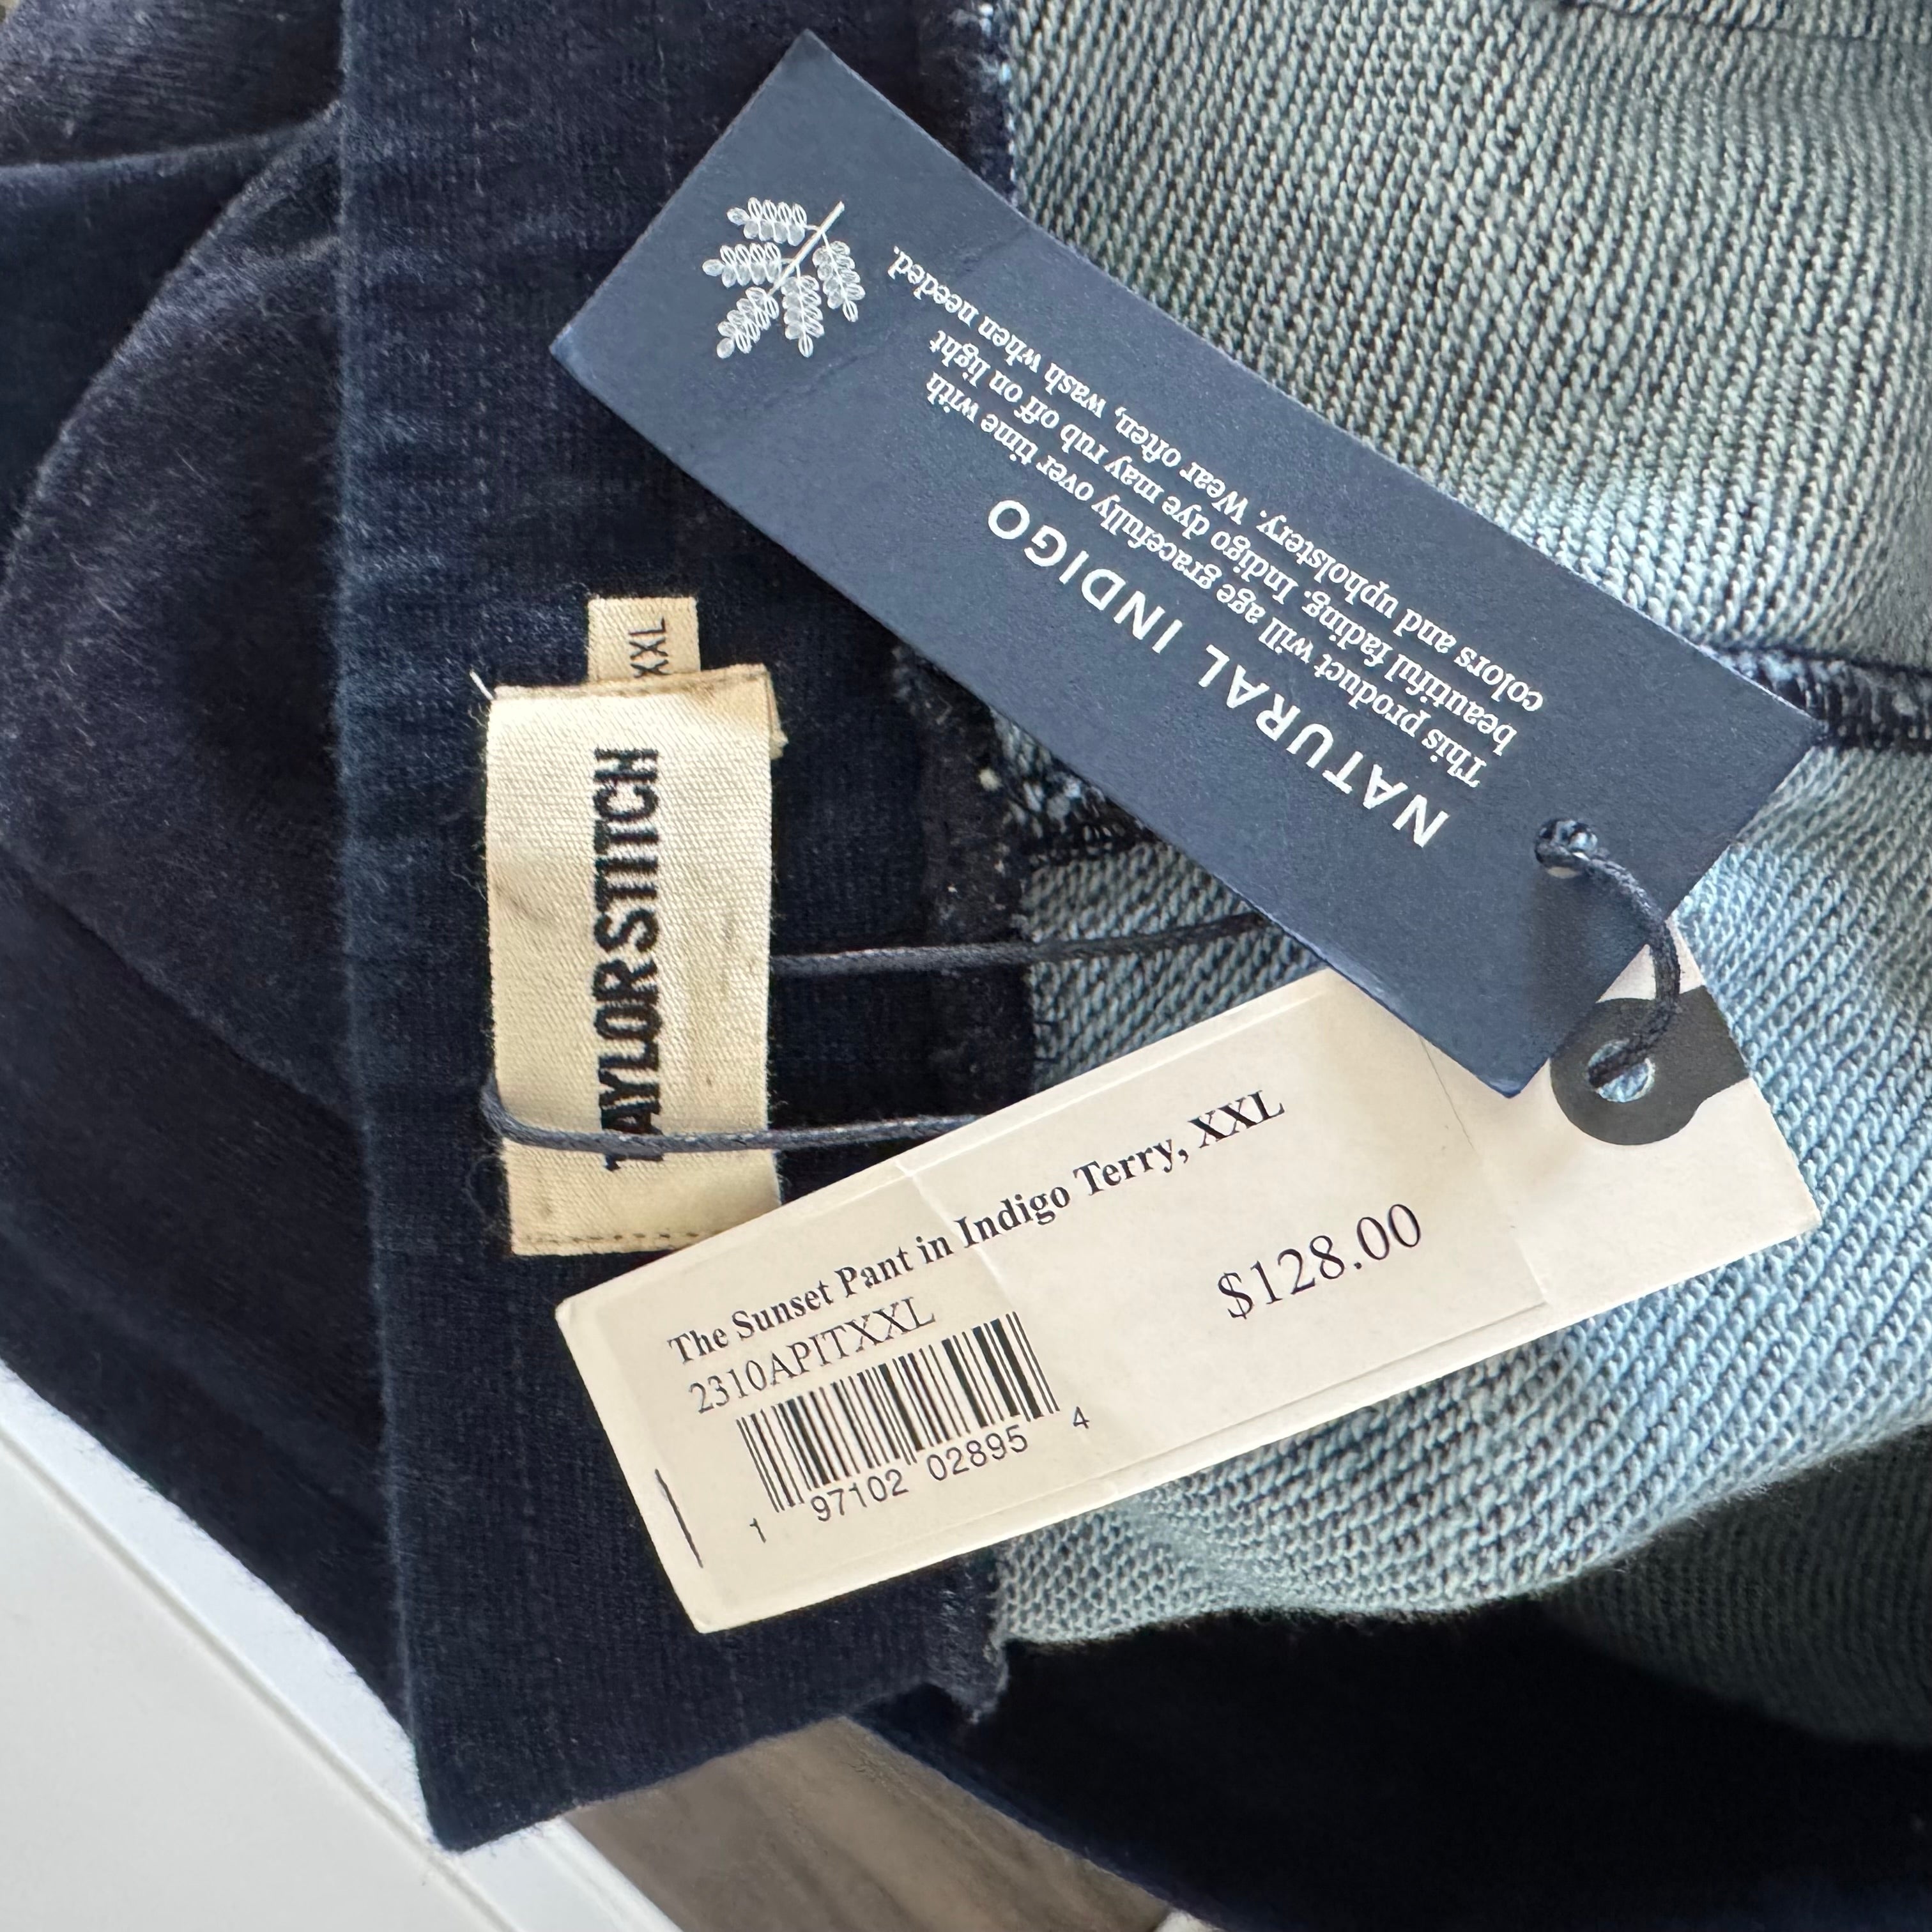 NATURAL INDIGO
This product will age gracefully over time with
beautiful fading. Indigo dye may rub off on light
colors and upholstery. Wear often, wash when needed.
XXL
TAYLOR STITCH
The Sunset Pant in Indigo Terry, XXL
2310APITXXL
$128.00
1 97102 02895 4